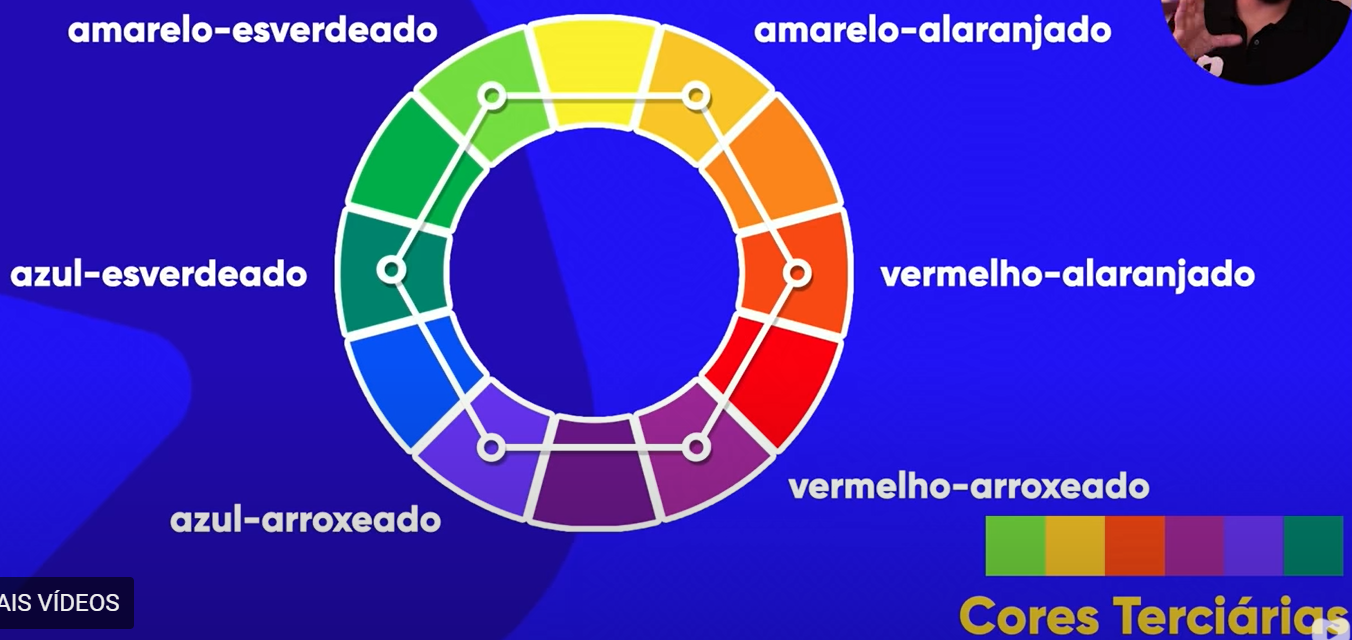 amarelo-esverdeado
amarelo-alaranjado
azul-esverdeado
vermelho-alaranjado
vermelho-arroxeado
azul-arroxeado
AIS VÍDEOS
Cores Terciárias